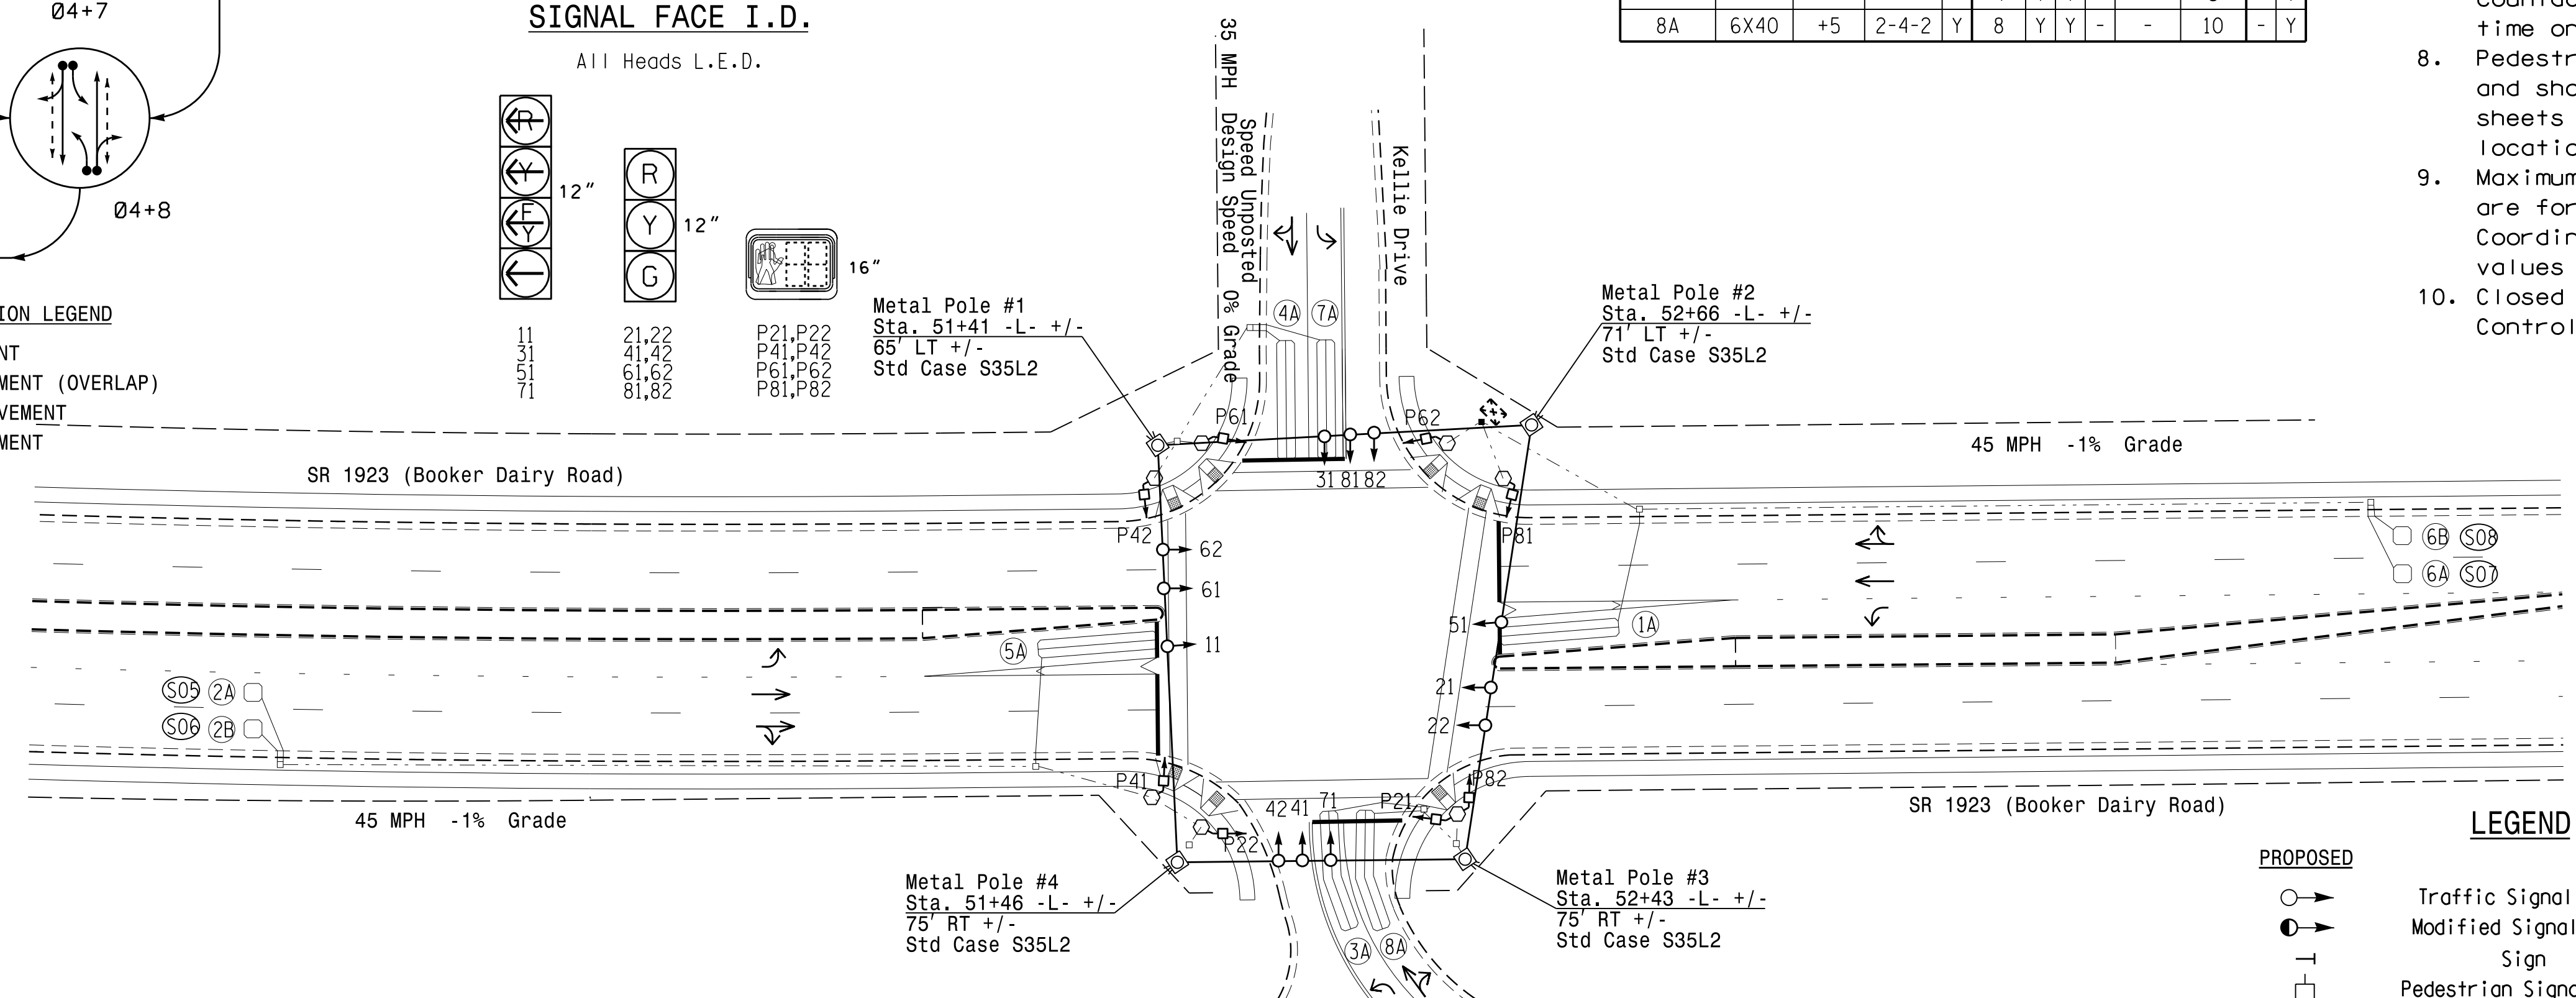 Ø4+7
Ø4+8
ION LEGEND
NT
MENT (OVERLAP)
VEMENT
MENT
SIGNAL FACE I.D.
All Heads L.E.D.
R
Y
F
Y
12"
R
Y
G
12"
16"
11
31
51
71
21,22
41,42
61,62
81,82
P21,P22
P41,P42
P61,P62
P81,P82
8A 6X40 +5 2-4-2 Y 8 Y Y - - 10 - Y
time on
8. Pedestr
and sho
sheets
locatio
9. Maximum
are for
Coordin
values
10. Closed
Control
35 MPH Design Speed 0% Grade
Speed Unposted
Kellie Drive
Metal Pole #1
Sta. 51+41 -L- +/-
65' LT +/-
Std Case S35L2
Metal Pole #2
Sta. 52+66 -L- +/-
71' LT +/-
Std Case S35L2
4A 7A
P61 P62
31 81 82
SR 1923 (Booker Dairy Road)
45 MPH -1% Grade
P42 P81
62
61
11
51
21
22
5A
1A
6B S08
6A S07
S05 2A
S06 2B
P41 P82
42 41 71 P21
P22
45 MPH -1% Grade
SR 1923 (Booker Dairy Road)
Metal Pole #4
Sta. 51+46 -L- +/-
75' RT +/-
Std Case S35L2
Metal Pole #3
Sta. 52+43 -L- +/-
75' RT +/-
Std Case S35L2
3A 8A
LEGEND
PROPOSED
Traffic Signal
Modified Signal
Sign
Pedestrian Signa